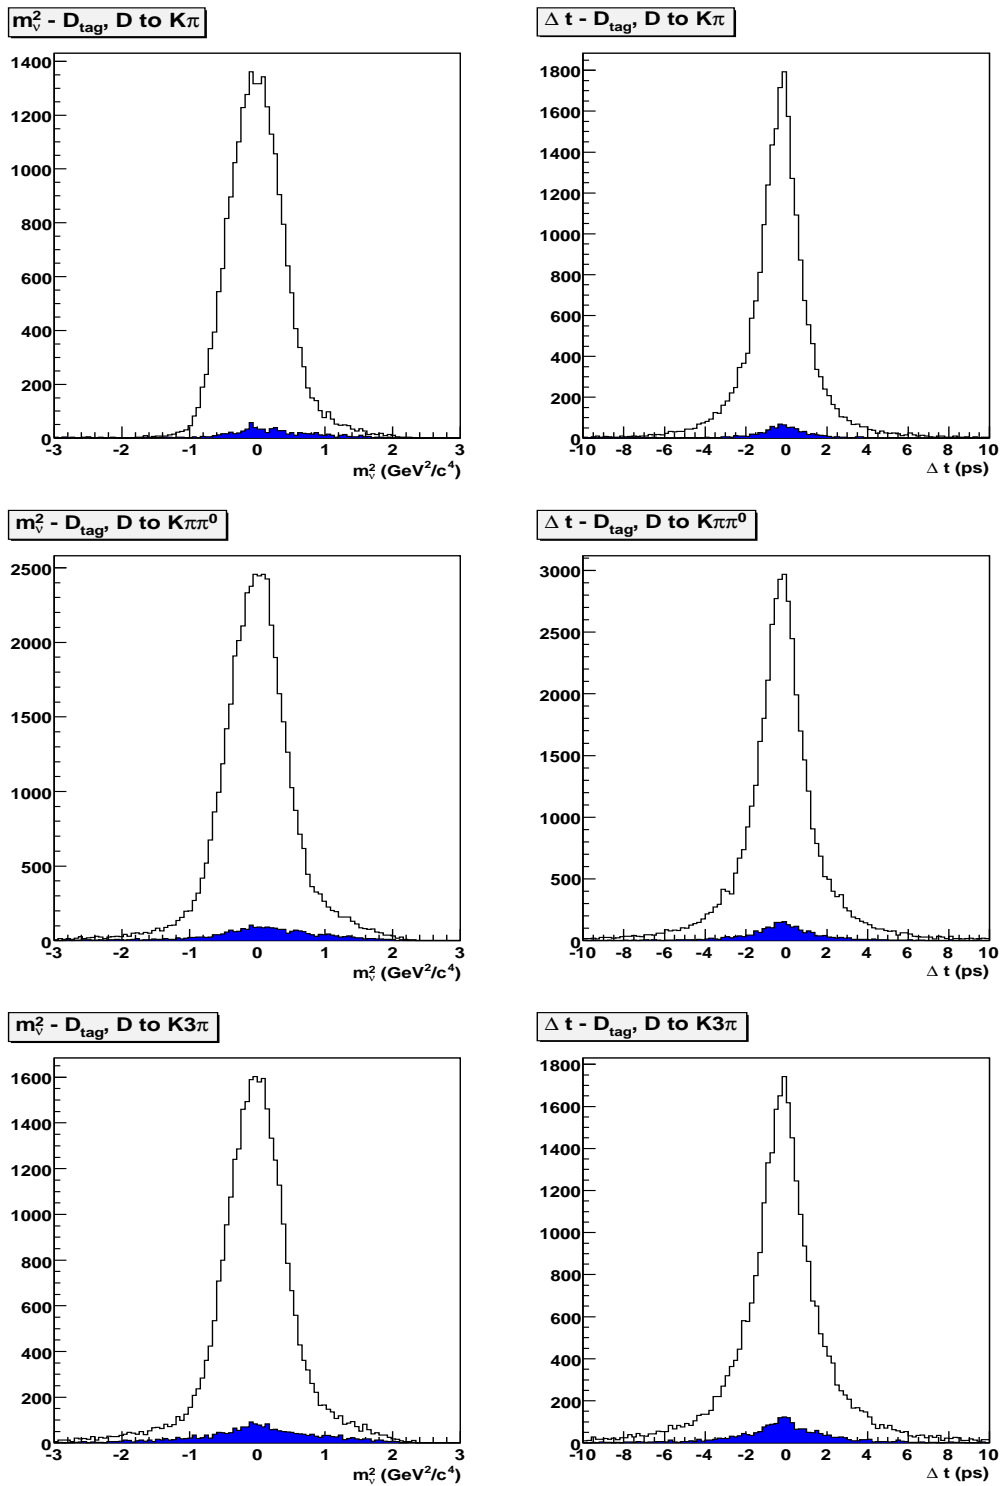 m²ᵥ - Dtag, D to Kπ
Δ t - Dtag, D to Kπ
1400
1200
1000
800
600
400
200
0
-3 -2 -1 0 1 2 3
m²ᵥ (GeV²/c⁴)
1800
1600
1400
1200
1000
800
600
400
200
0
-10 -8 -6 -4 -2 0 2 4 6 8 10
Δ t (ps)
m²ᵥ - Dtag, D to Kππ⁰
Δ t - Dtag, D to Kππ⁰
2500
2000
1500
1000
500
0
-3 -2 -1 0 1 2 3
m²ᵥ (GeV²/c⁴)
3000
2500
2000
1500
1000
500
0
-10 -8 -6 -4 -2 0 2 4 6 8 10
Δ t (ps)
m²ᵥ - Dtag, D to K3π
Δ t - Dtag, D to K3π
1600
1400
1200
1000
800
600
400
200
0
-3 -2 -1 0 1 2 3
m²ᵥ (GeV²/c⁴)
1800
1600
1400
1200
1000
800
600
400
200
0
-10 -8 -6 -4 -2 0 2 4 6 8 10
Δ t (ps)